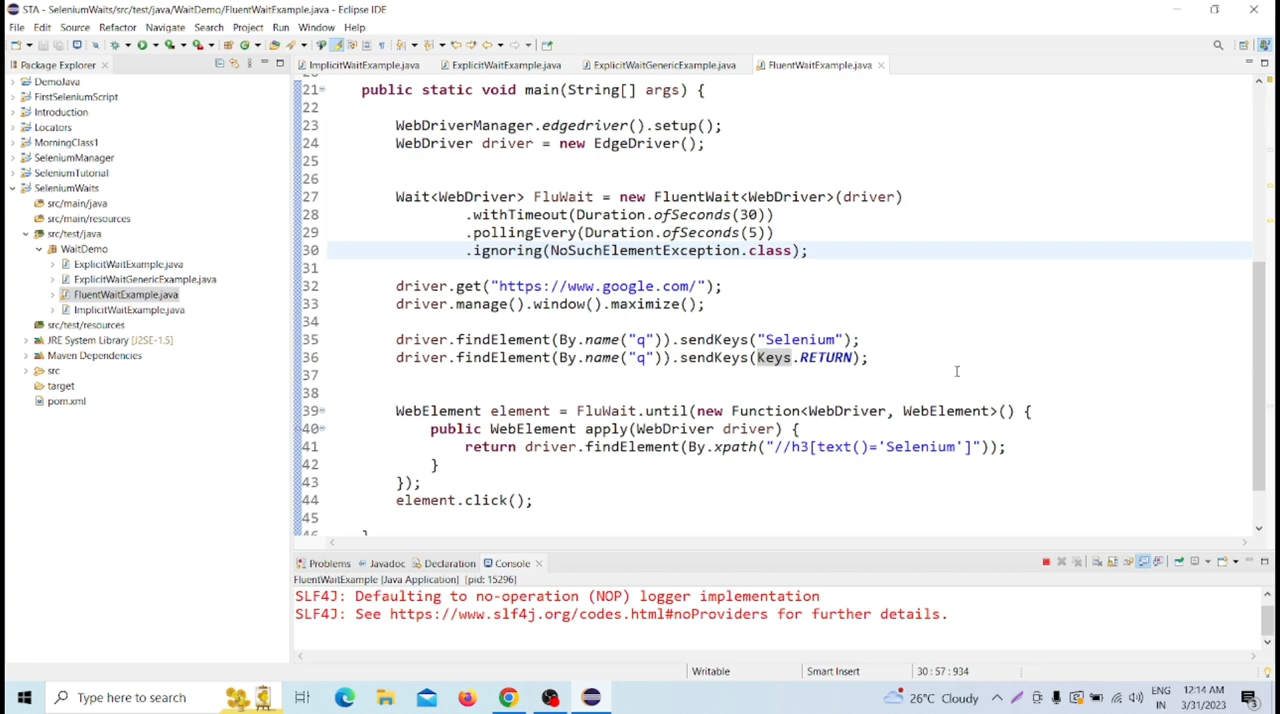 STA - SeleniumWaits/src/test/java/WaitDemo/FluentWaitExample.java - Eclipse IDE
File Edit Source Refactor Navigate Search Project Run Window Help
Package Explorer
DemoJava
FirstSeleniumScript
Introduction
Locators
MorningClass1
SeleniumManager
SeleniumTutorial
SeleniumWaits
src/main/java
src/main/resources
src/test/java
WaitDemo
ExplicitWaitExample.java
ExplicitWaitGenericExample.java
FluentWaitExample.java
ImplicitWaitExample.java
src/test/resources
JRE System Library [J2SE-1.5]
Maven Dependencies
src
target
pom.xml
ImplicitWaitExample.java ExplicitWaitExample.java ExplicitWaitGenericExample.java FluentWaitExample.java
21 public static void main(String[] args) {
22
23 WebDriverManager.edgedriver().setup();
24 WebDriver driver = new EdgeDriver();
25
26
27 Wait<WebDriver> FluWait = new FluentWait<WebDriver>(driver)
28 .withTimeout(Duration.ofSeconds(30))
29 .pollingEvery(Duration.ofSeconds(5))
30 .ignoring(NoSuchElementException.class);
31
32 driver.get("https://www.google.com/");
33 driver.manage().window().maximize();
34
35 driver.findElement(By.name("q")).sendKeys("Selenium");
36 driver.findElement(By.name("q")).sendKeys(Keys.RETURN);
37
38
39 WebElement element = FluWait.until(new Function<WebDriver, WebElement>() {
40 public WebElement apply(WebDriver driver) {
41 return driver.findElement(By.xpath("//h3[text()='Selenium']"));
42 }
43 });
44 element.click();
45
Problems Javadoc Declaration Console
FluentWaitExample [Java Application] [pid: 15296]
SLF4J: Defaulting to no-operation (NOP) logger implementation
SLF4J: See https://www.slf4j.org/codes.html#noProviders for further details.
Writable Smart Insert 30 : 57 : 934
Type here to search
26°C Cloudy
ENG
IN
12:14 AM
3/31/2023
3